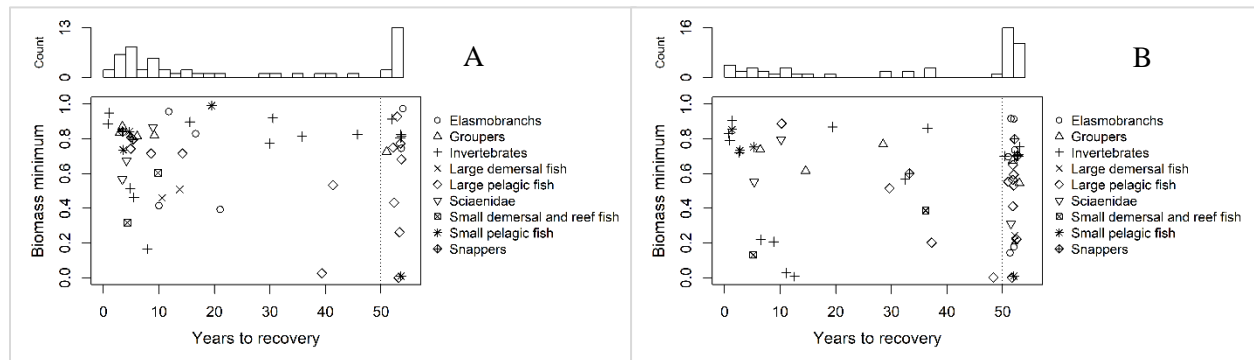 A
Count
13
0
Biomass minimum
1.0
0.8
0.6
0.4
0.2
0.0
0 10 20 30 40 50
Years to recovery
Elasmobranchs
Groupers
Invertebrates
Large demersal fish
Large pelagic fish
Sciaenidae
Small demersal and reef fish
Small pelagic fish
Snappers
B
Count
16
0
Biomass minimum
1.0
0.8
0.6
0.4
0.2
0.0
0 10 20 30 40 50
Years to recovery
Elasmobranchs
Groupers
Invertebrates
Large demersal fish
Large pelagic fish
Sciaenidae
Small demersal and reef fish
Small pelagic fish
Snappers